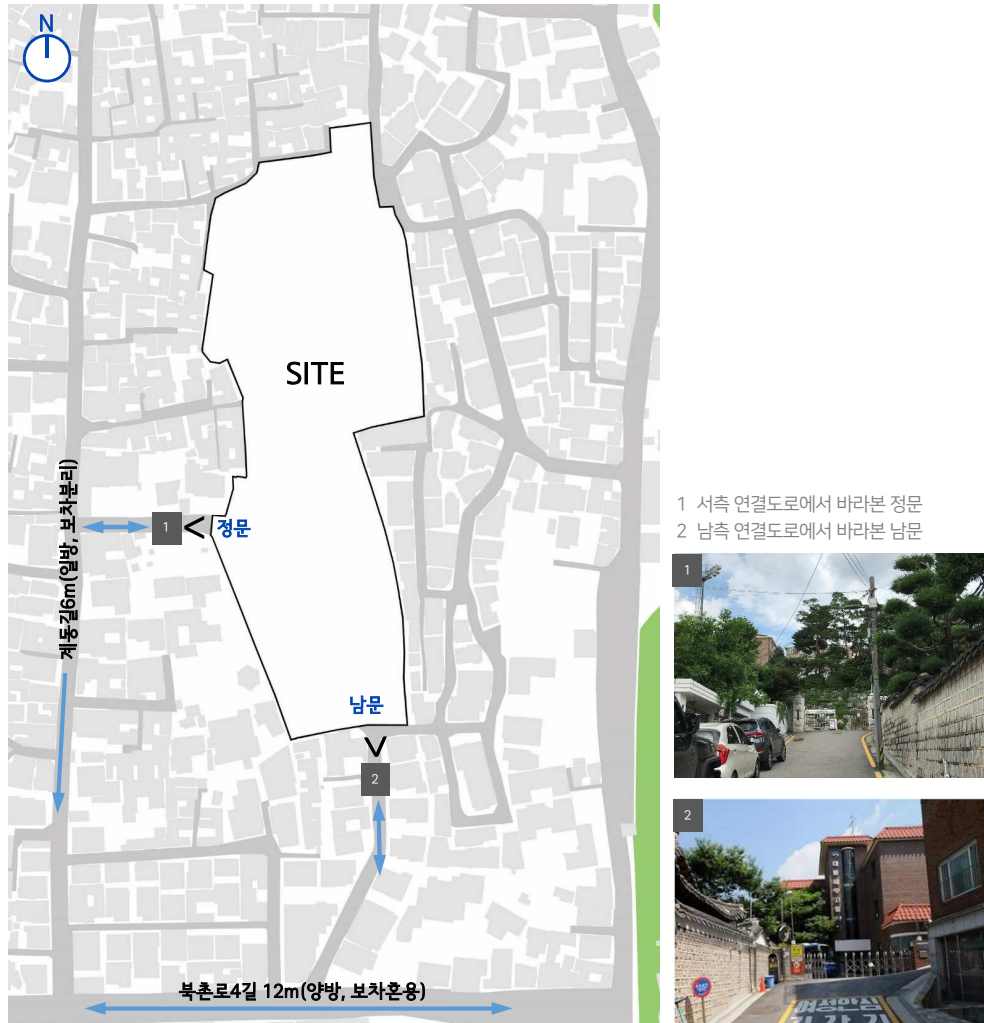 N
SITE
계동길6m(일방, 보차분리)
1
정문
남문
2
북촌로4길 12m(양방, 보차혼용)
1 서측 연결도로에서 바라본 정문
2 남측 연결도로에서 바라본 남문
1
2